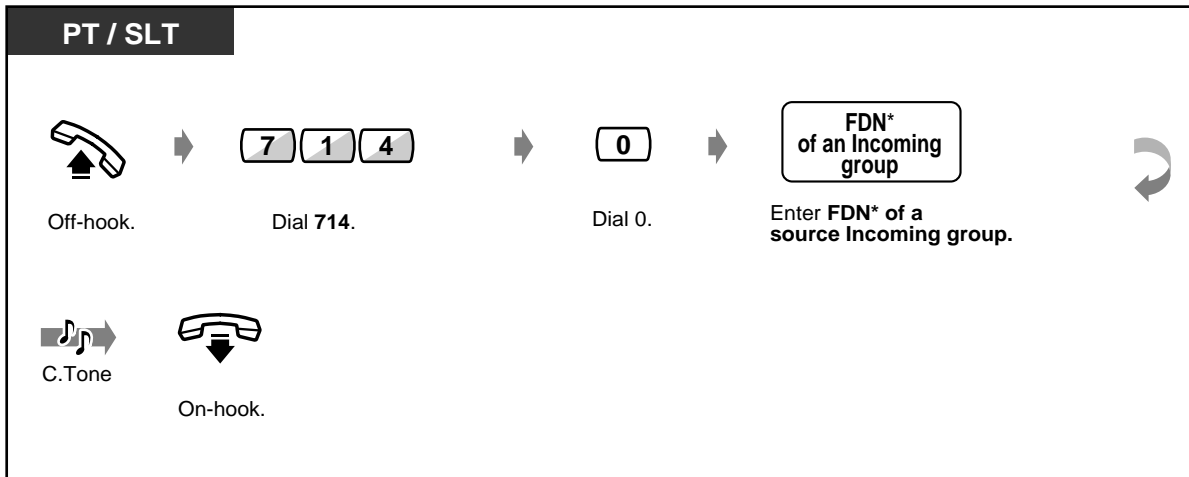 PT / SLT
7 1 4
0
FDN*
of an Incoming
group
Off-hook.
Dial 714.
Dial 0.
Enter FDN* of a
source Incoming group.
C.Tone
On-hook.